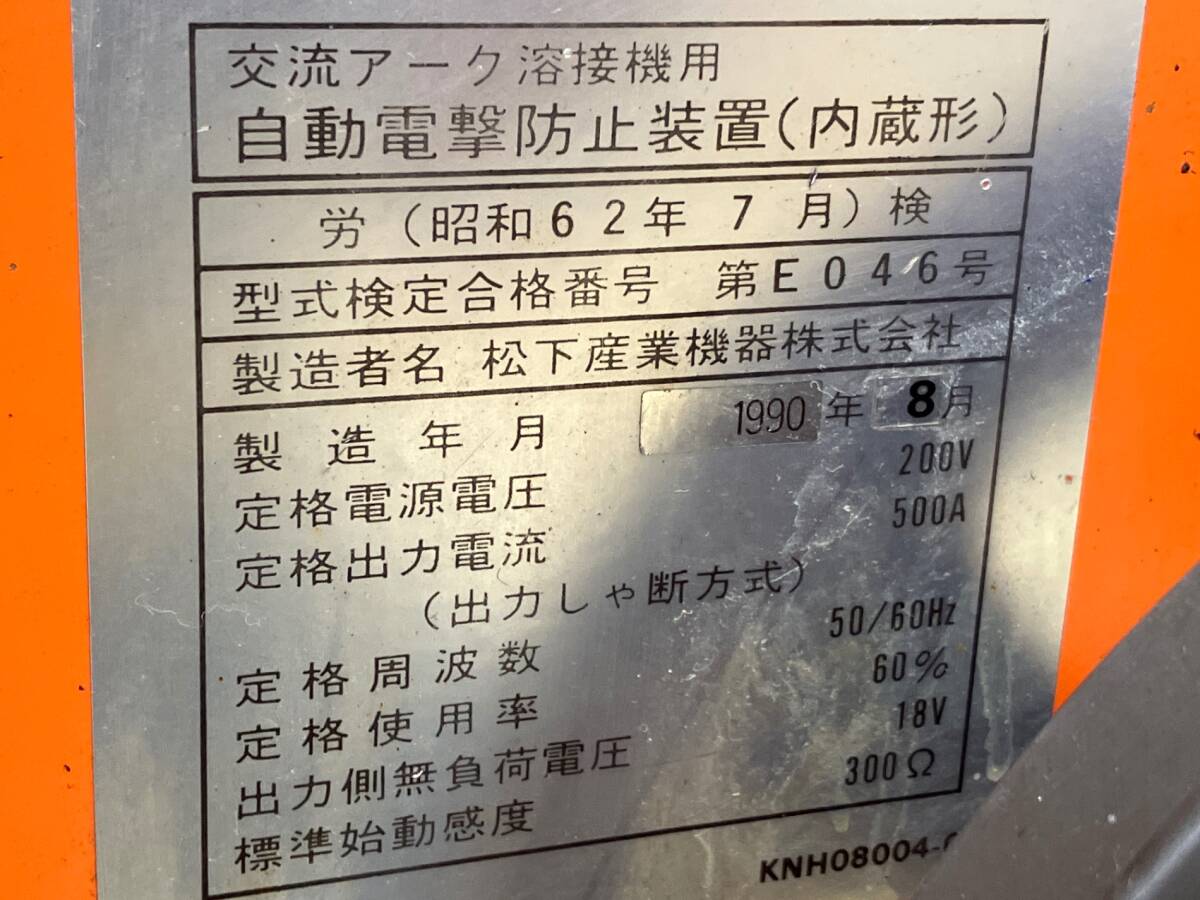 交流アーク溶接機用
自動電撃防止装置(内蔵形)
労(昭和62年 7月)検
型式検定合格番号 第E046号
製造者名 松下産業機器株式会社
製造年月 1990年 8月
定格電源電圧 200V
定格出力電流 500A
(出力しゃ断方式)
定格周波数 50/60Hz
定格使用率 60%
出力側無負荷電圧 18V
標準始動感度 300Ω
KNH08004-